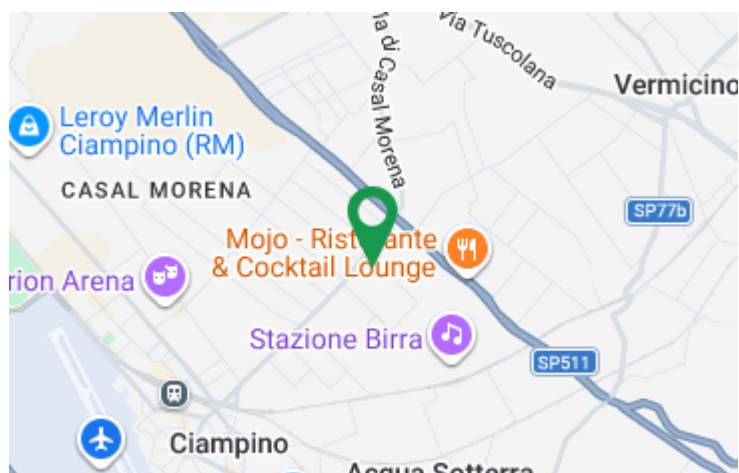 Via Tuscolana
Via di Casal Morena
Vermicino
Leroy Merlin
Ciampino (RM)
CASAL MORENA
SP77b
Mojo - Ristorante
& Cocktail Lounge
rion Arena
Stazione Birra
SP511
Ciampino
Acqua Sotterra